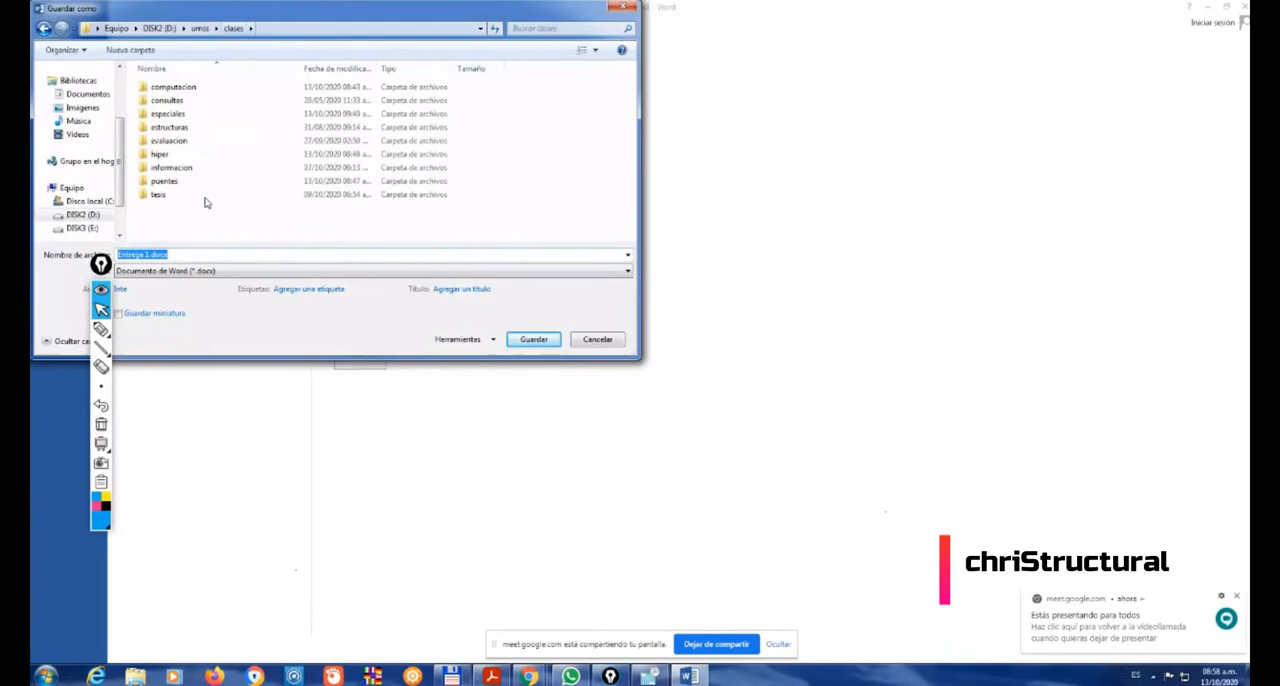 Guardar como
al - Word
Equipo ▸ DISK2 (D:) ▸ umss ▸ clases ▸
Buscar clases
Iniciar sesión
Organizar
Nueva carpeta
Nombre
Fecha de modifica...
Tipo
Tamaño
Bibliotecas
Documentos
Imágenes
Música
Vídeos
Grupo en el hog
Equipo
Disco local (C:
DISK2 (D:)
DISK3 (E:)
computacion 13/10/2020 08:43 a... Carpeta de archivos
consultas 20/05/2020 11:33 a... Carpeta de archivos
especiales 13/10/2020 09:40 a... Carpeta de archivos
estructuras 31/08/2020 09:14 a... Carpeta de archivos
evaluacion 27/09/2020 02:50 ... Carpeta de archivos
hiper 13/10/2020 08:48 a... Carpeta de archivos
informacion 07/10/2020 06:13 ... Carpeta de archivos
puentes 13/10/2020 08:47 a... Carpeta de archivos
tesis 09/10/2020 06:54 a... Carpeta de archivos
Nombre de arc
Entrega 1.docx
Documento de Word (*.docx)
Inte
Etiquetas: Agregar una etiqueta
Título: Agregar un título
Guardar miniatura
Ocultar ca
Herramientas
Guardar
Cancelar
chriStructural
meet.google.com • ahora
Estás presentando para todos
Haz clic aquí para volver a la videollamada
cuando quieras dejar de presentar
meet.google.com está compartiendo tu pantalla.
Dejar de compartir
Ocultar
ES
08:58 a.m.
13/10/2020